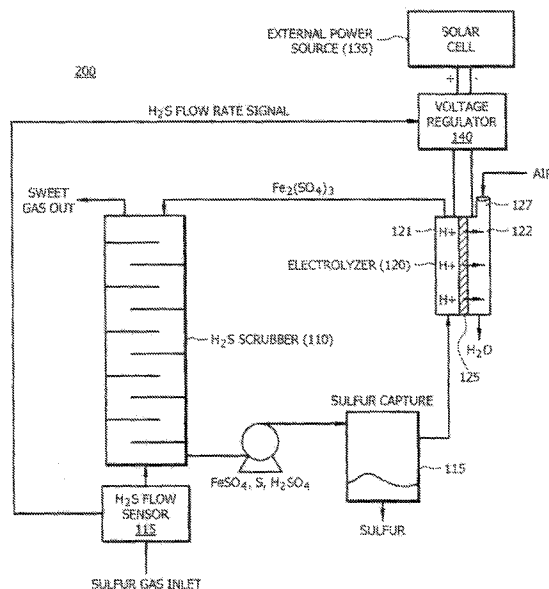 EXTERNAL POWER
SOURCE (135)
SOLAR
CELL
200
+ -
H2S FLOW RATE SIGNAL
VOLTAGE
REGULATOR
140
AIR
SWEET
GAS OUT
Fe2(SO4)3
127
121
H+
122
ELECTROLYZER (120)
H+
H+
H2S SCRUBBER (110)
H2O
125
SULFUR CAPTURE
FeSO4, S, H2SO4
115
H2S FLOW
SENSOR
115
SULFUR
SULFUR GAS INLET